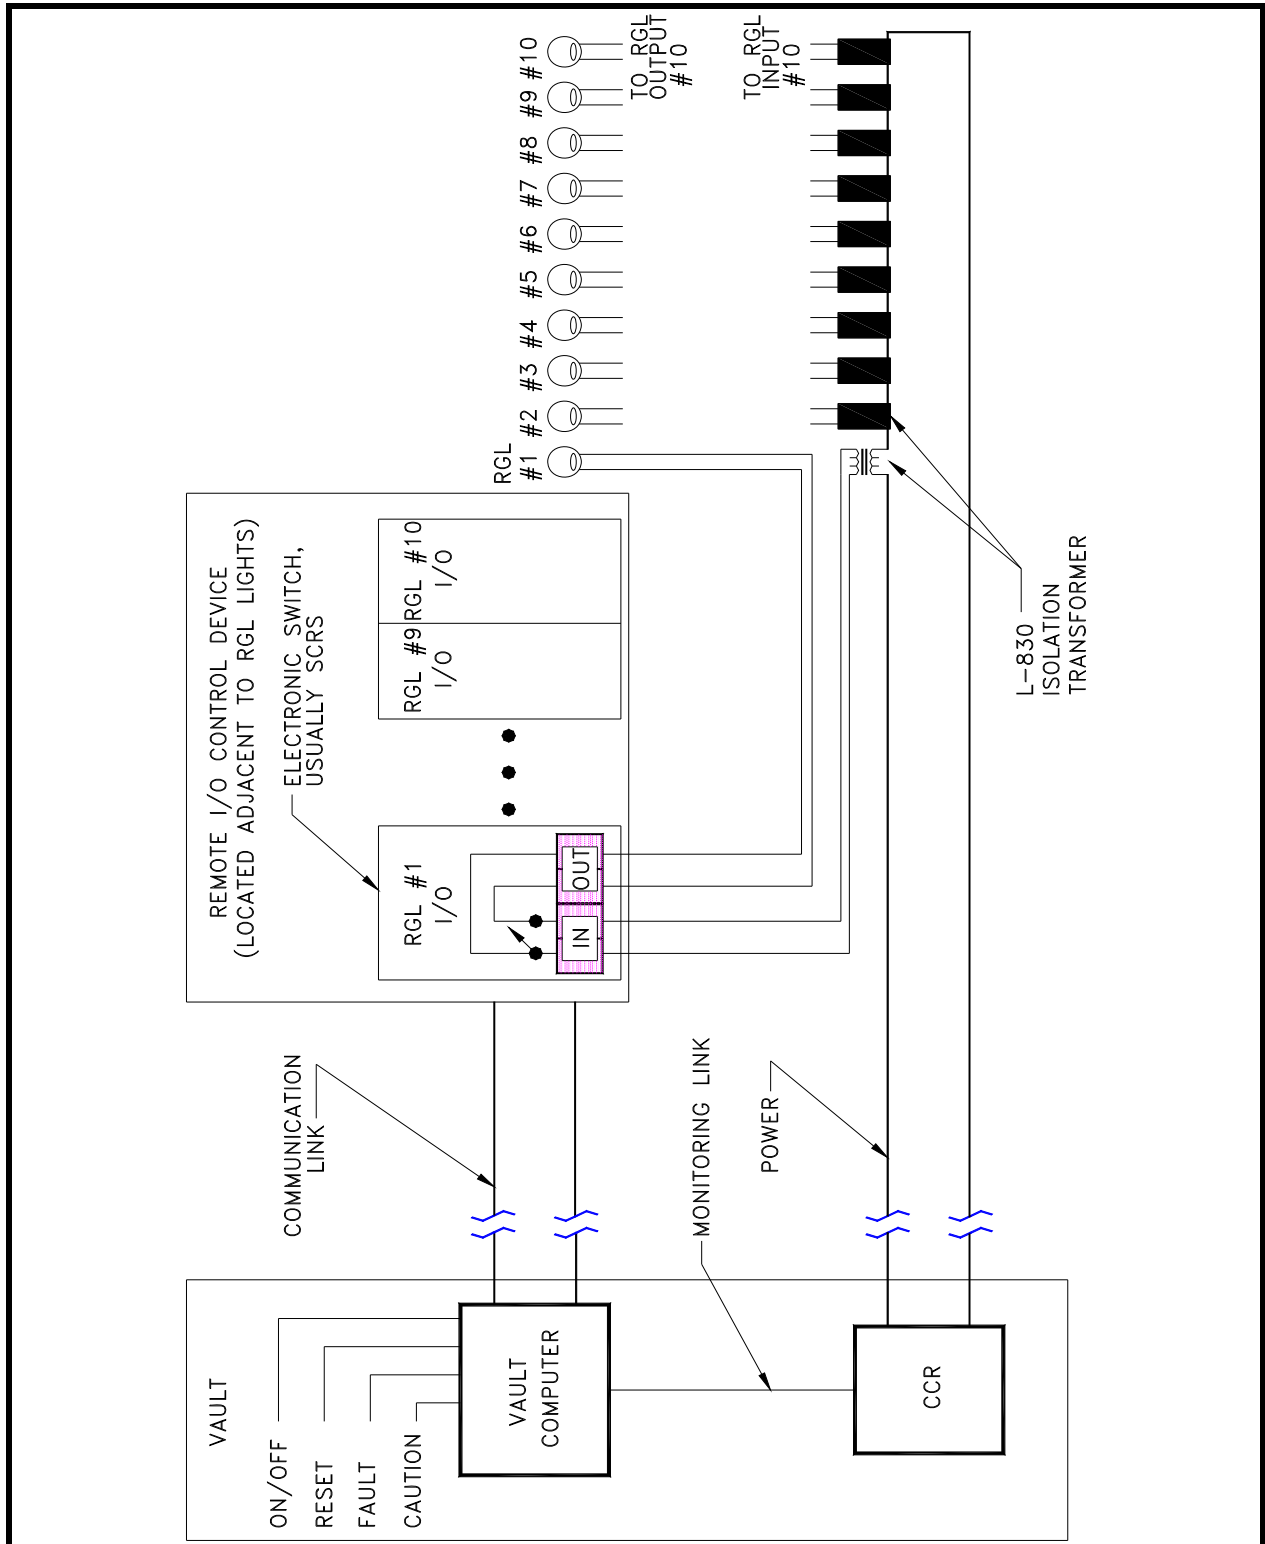 VAULT
ON/OFF
RESET
FAULT
CAUTION
VAULT
COMPUTER
CCR
COMMUNICATION
LINK
MONITORING LINK
POWER
REMOTE I/O CONTROL DEVICE
(LOCATED ADJACENT TO RGL LIGHTS)
ELECTRONIC SWITCH,
USUALLY SCRS
RGL #1
I/O
IN
OUT
RGL #9
I/O
RGL #10
I/O
RGL
#1
#2
#3
#4
#5
#6
#7
#8
#9
#10
TO RGL
OUTPUT
#10
TO RGL
INPUT
#10
L-830
ISOLATION
TRANSFORMER